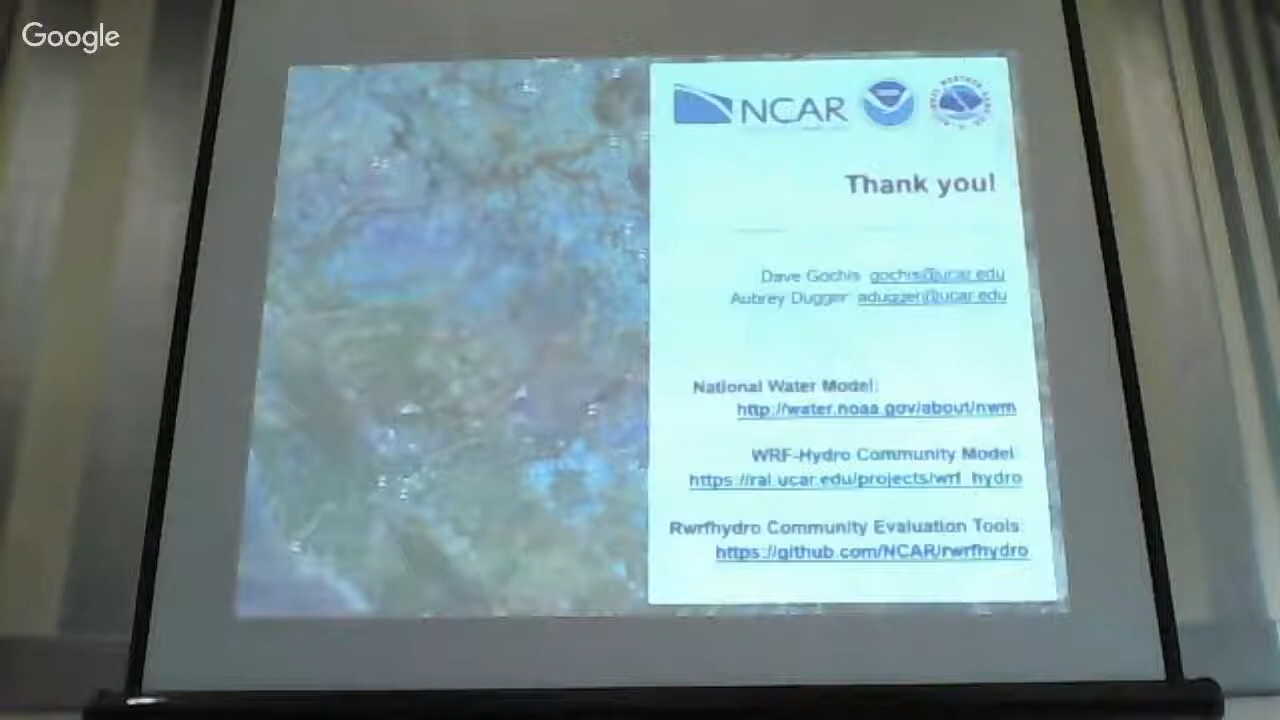 Google
NCAR
Thank you!
Dave Gochis gochis@ucar.edu
Aubrey Dugger adugger@ucar.edu
National Water Model:
http://water.noaa.gov/about/nwm
WRF-Hydro Community Model:
https://ral.ucar.edu/projects/wrf_hydro
Rwrfhydro Community Evaluation Tools:
https://github.com/NCAR/rwrfhydro